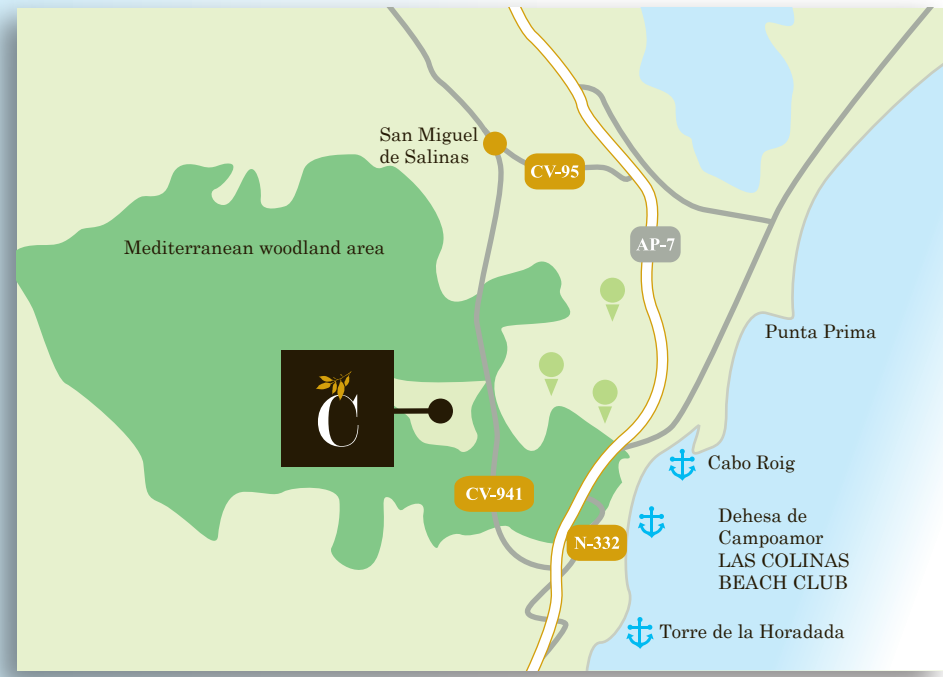 San Miguel
de Salinas
CV-95
Mediterranean woodland area
AP-7
Punta Prima
C
Cabo Roig
CV-941
Dehesa de
Campoamor
LAS COLINAS
BEACH CLUB
N-332
Torre de la Horadada